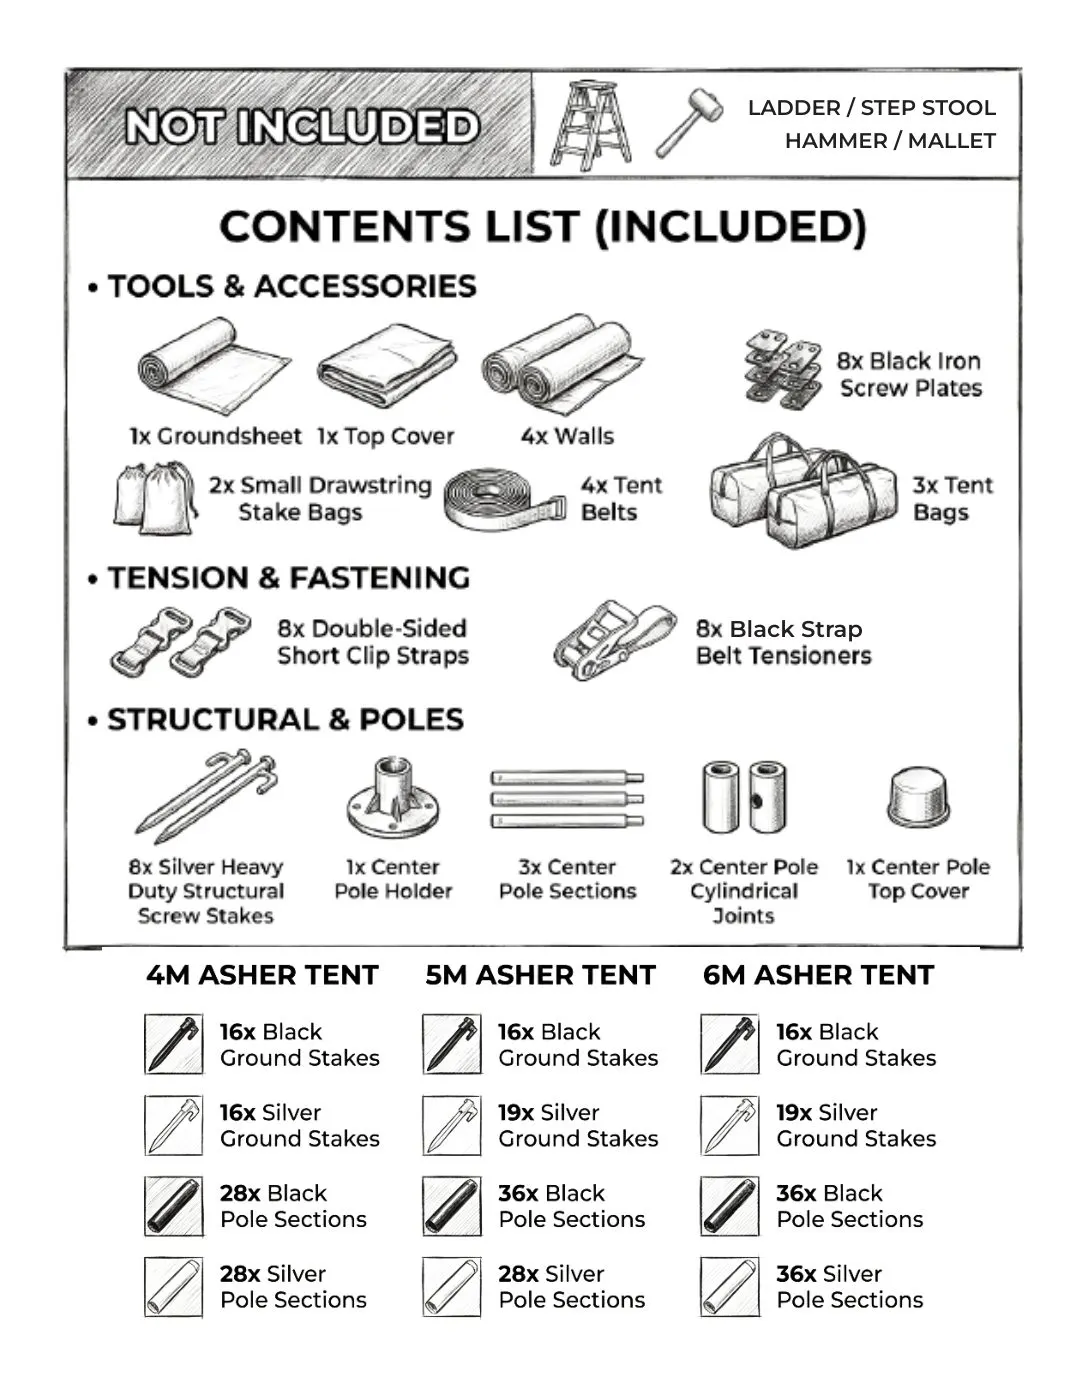 NOT INCLUDED
LADDER / STEP STOOL
HAMMER / MALLET
CONTENTS LIST (INCLUDED)
• TOOLS & ACCESSORIES
1x Groundsheet
1x Top Cover
4x Walls
8x Black Iron
Screw Plates
2x Small Drawstring
Stake Bags
4x Tent
Belts
3x Tent
Bags
• TENSION & FASTENING
8x Double-Sided
Short Clip Straps
8x Black Strap
Belt Tensioners
• STRUCTURAL & POLES
8x Silver Heavy
Duty Structural
Screw Stakes
1x Center
Pole Holder
3x Center
Pole Sections
2x Center Pole
Cylindrical
Joints
1x Center Pole
Top Cover
4M ASHER TENT
16x Black
Ground Stakes
16x Silver
Ground Stakes
28x Black
Pole Sections
28x Silver
Pole Sections
5M ASHER TENT
16x Black
Ground Stakes
19x Silver
Ground Stakes
36x Black
Pole Sections
28x Silver
Pole Sections
6M ASHER TENT
16x Black
Ground Stakes
19x Silver
Ground Stakes
36x Black
Pole Sections
36x Silver
Pole Sections